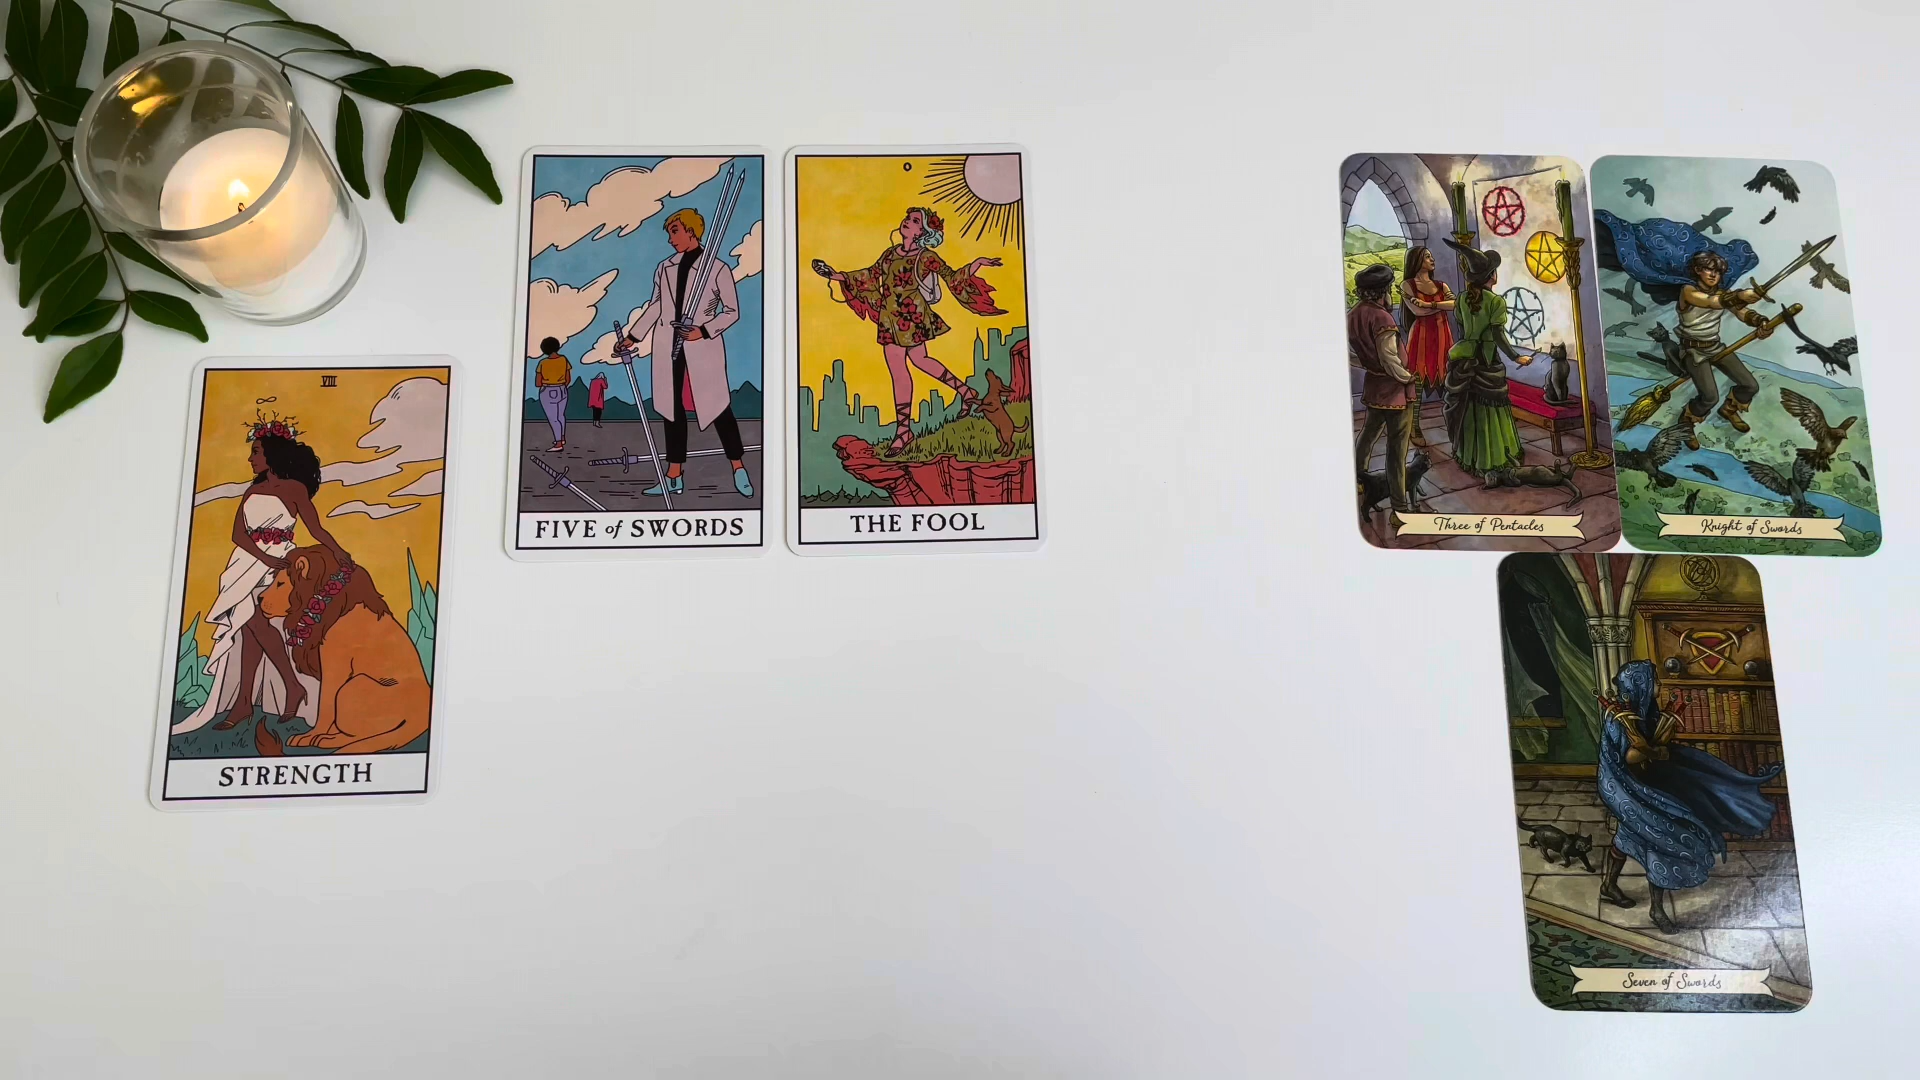 VIII
STRENGTH
FIVE of SWORDS
0
THE FOOL
Three of Pentacles
Knight of Swords
Seven of Swords